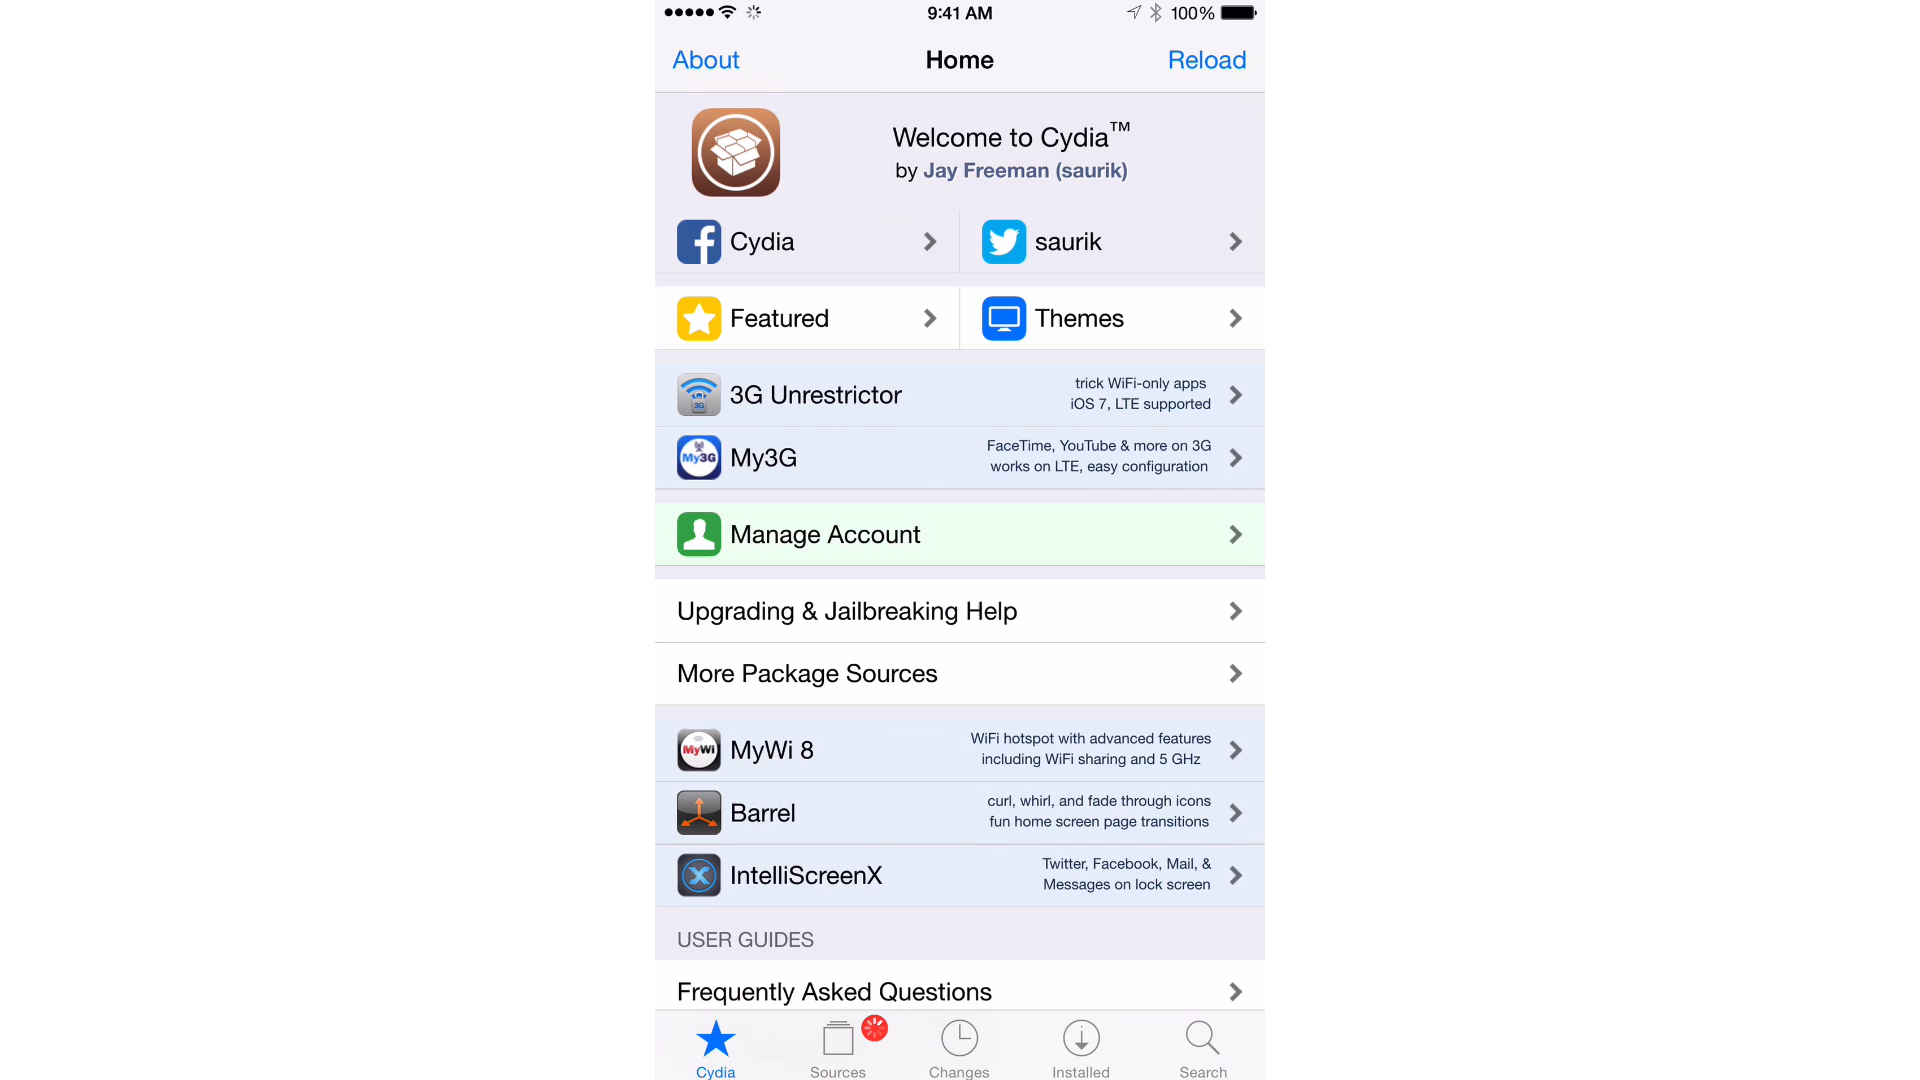 9:41 AM
100%
About
Home
Reload
Welcome to Cydia™
by Jay Freeman (saurik)
Cydia
saurik
Featured
Themes
3G Unrestrictor
trick WiFi-only apps
iOS 7, LTE supported
3G
My3G
FaceTime, YouTube & more on 3G
works on LTE, easy configuration
My3G
Manage Account
Upgrading & Jailbreaking Help
More Package Sources
MyWi
MyWi 8
WiFi hotspot with advanced features
including WiFi sharing and 5 GHz
Barrel
curl, whirl, and fade through icons
fun home screen page transitions
IntelliScreenX
Twitter, Facebook, Mail, &
Messages on lock screen
USER GUIDES
Frequently Asked Questions
Cydia
Sources
Changes
Installed
Search